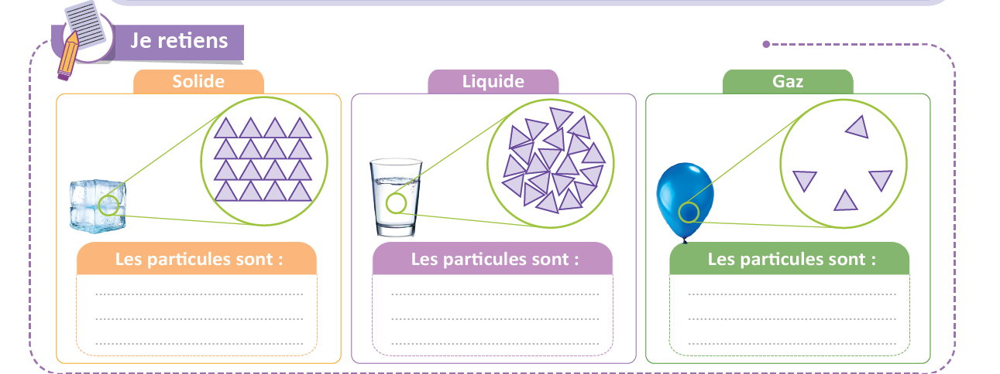 Je retiens
Solide
Liquide
Gaz
Les particules sont :
Les particules sont :
Les particules sont :